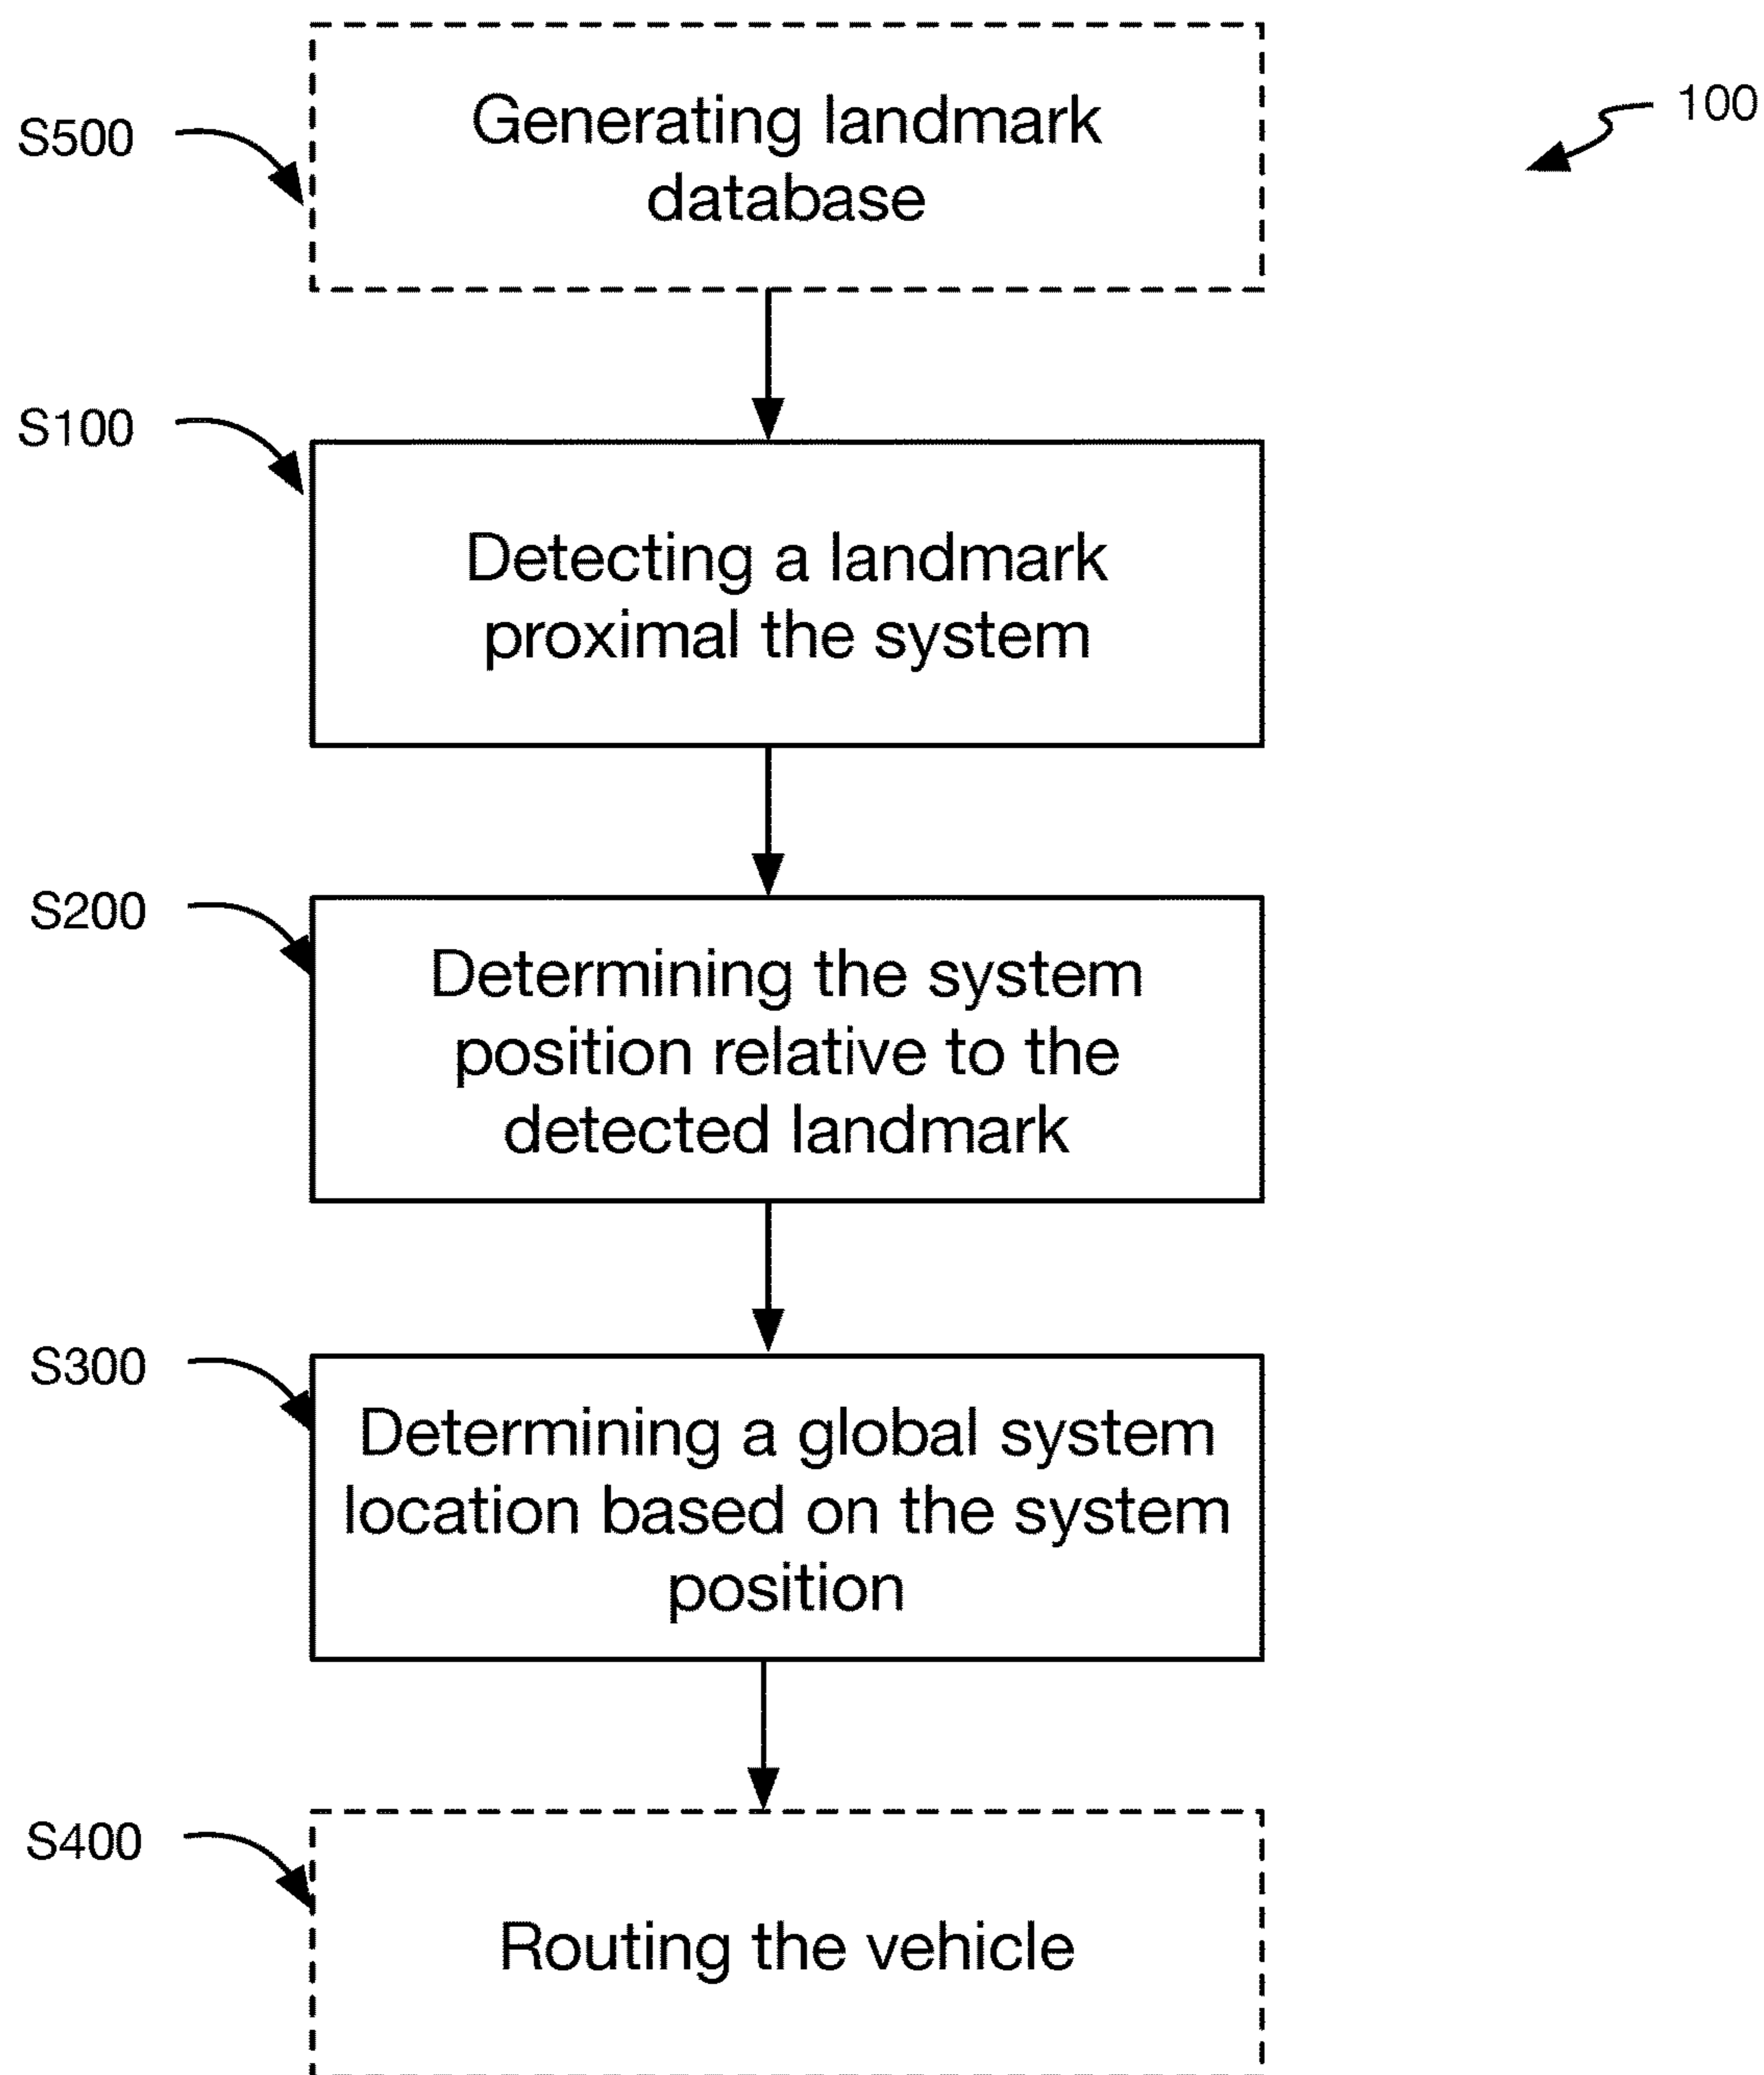 S500
Generating landmark
database
100
S100
Detecting a landmark
proximal the system
S200
Determining the system
position relative to the
detected landmark
S300
Determining a global system
location based on the system
position
S400
Routing the vehicle